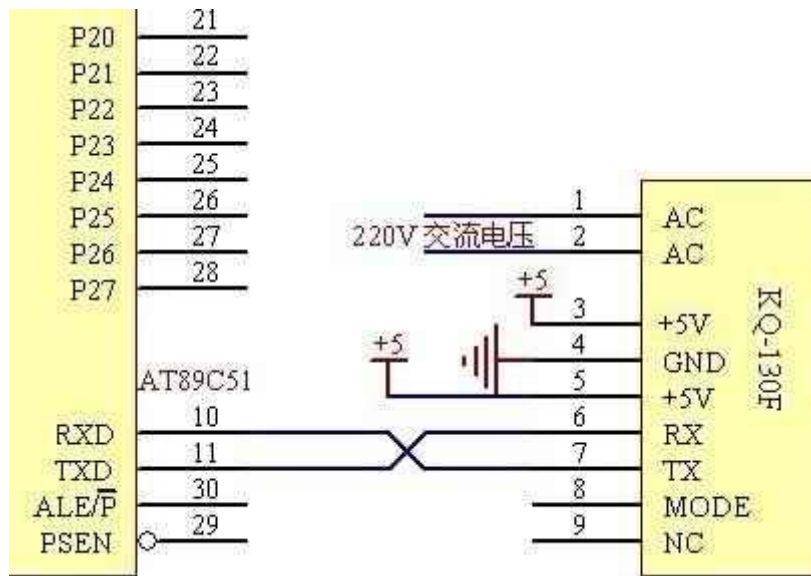 P20 21
P21 22
P22 23
P23 24
P24 25
P25 26
P26 27
P27 28
AT89C51
RXD 10
TXD 11
ALE/P 30
PSEN 29
220V 交流电压
+5
+5
1 AC
2 AC
3 +5V
4 GND
5 +5V
6 RX
7 TX
8 MODE
9 NC
KQ-130F